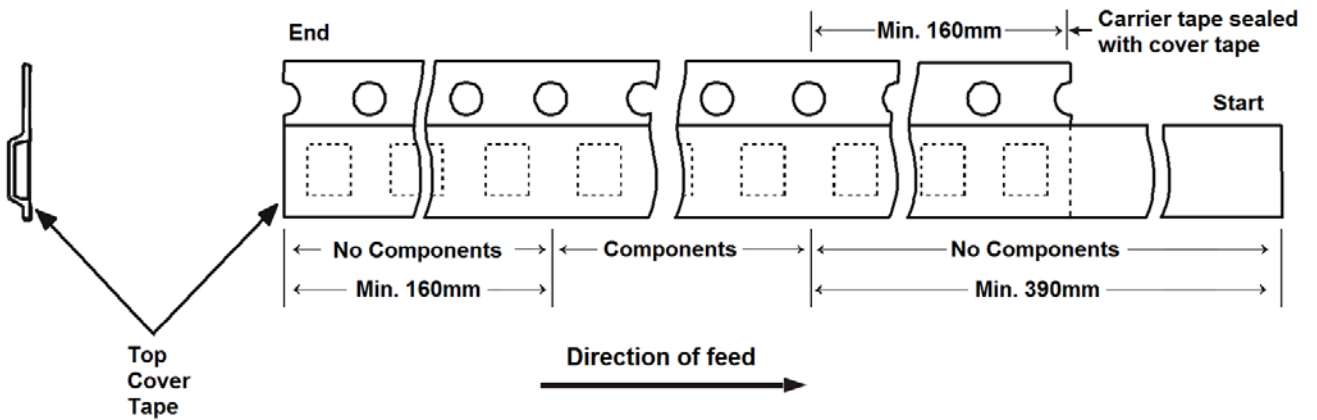 End
Min. 160mm
Carrier tape sealed
with cover tape
Start
No Components
Components
No Components
Min. 160mm
Min. 390mm
Top
Cover
Tape
Direction of feed